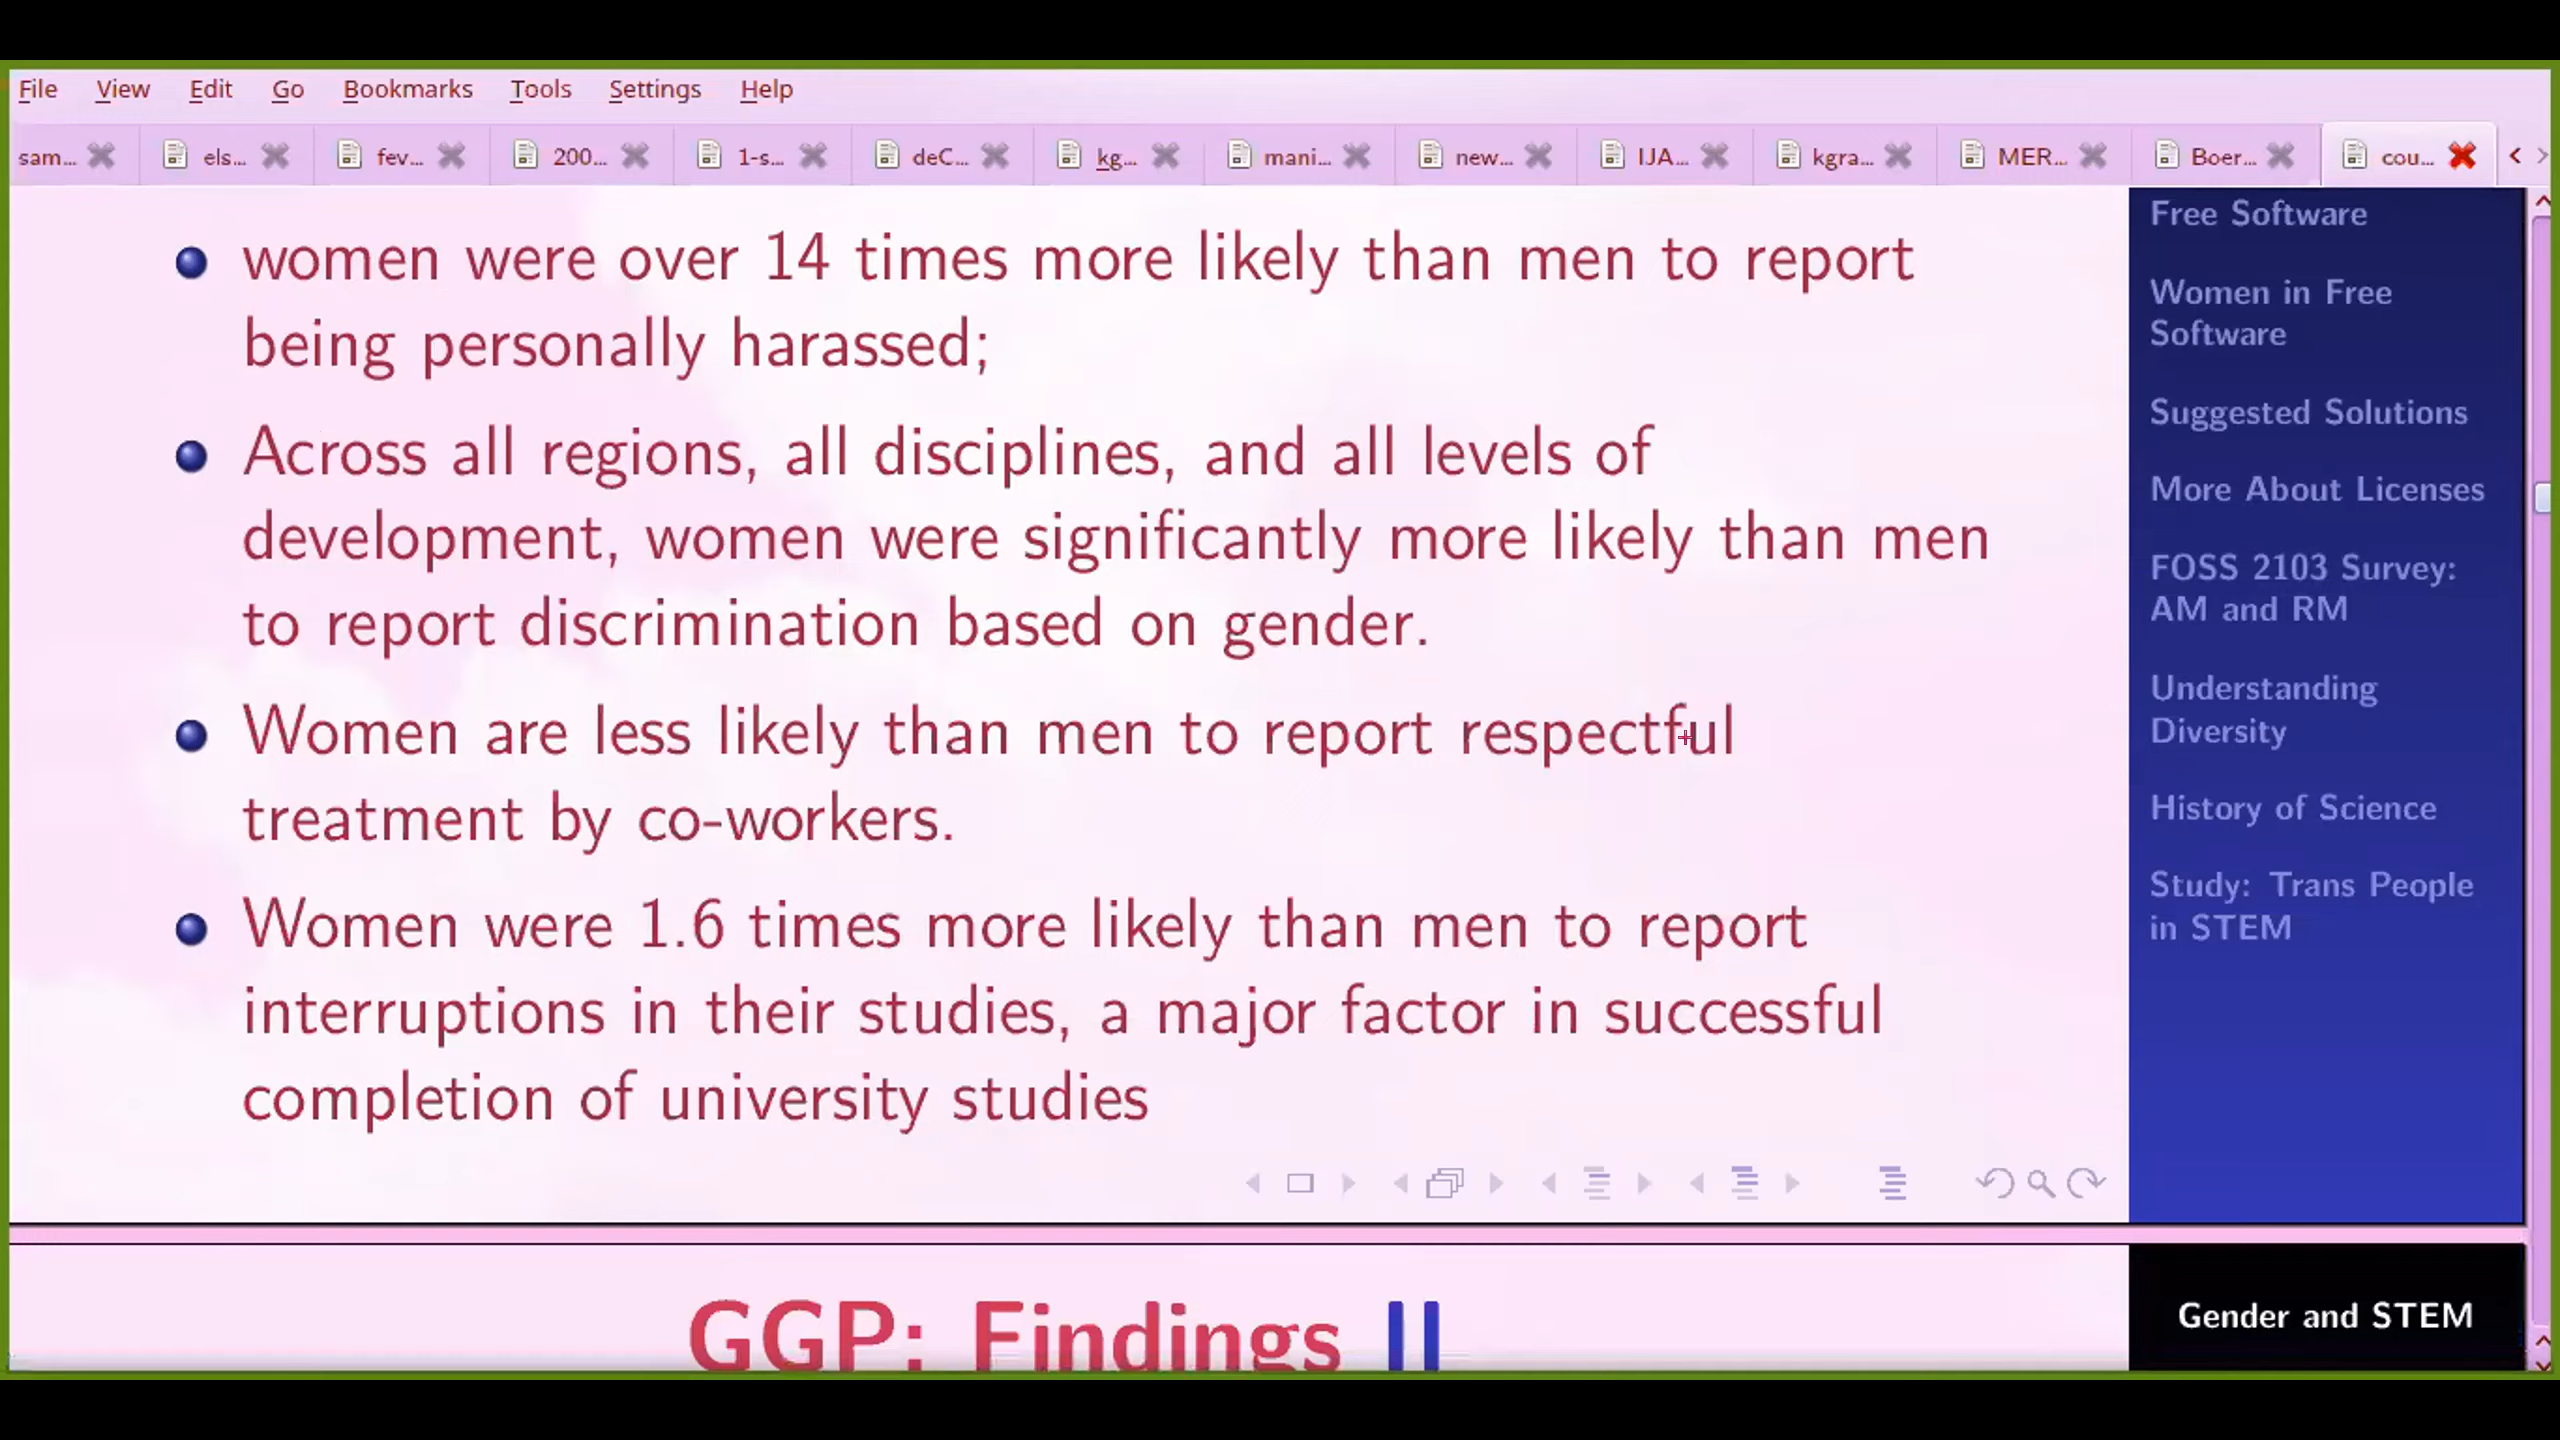 File View Edit Go Bookmarks Tools Settings Help
sam... els... fev... 200... 1-s... deC... kg... mani... new... IJA... kgra... MER... Boer... cou...
women were over 14 times more likely than men to report
being personally harassed;
Across all regions, all disciplines, and all levels of
development, women were significantly more likely than men
to report discrimination based on gender.
Women are less likely than men to report respectful
treatment by co-workers.
Women were 1.6 times more likely than men to report
interruptions in their studies, a major factor in successful
completion of university studies
Free Software
Women in Free
Software
Suggested Solutions
More About Licenses
FOSS 2103 Survey:
AM and RM
Understanding
Diversity
History of Science
Study: Trans People
in STEM
GGP: Findings II
Gender and STEM